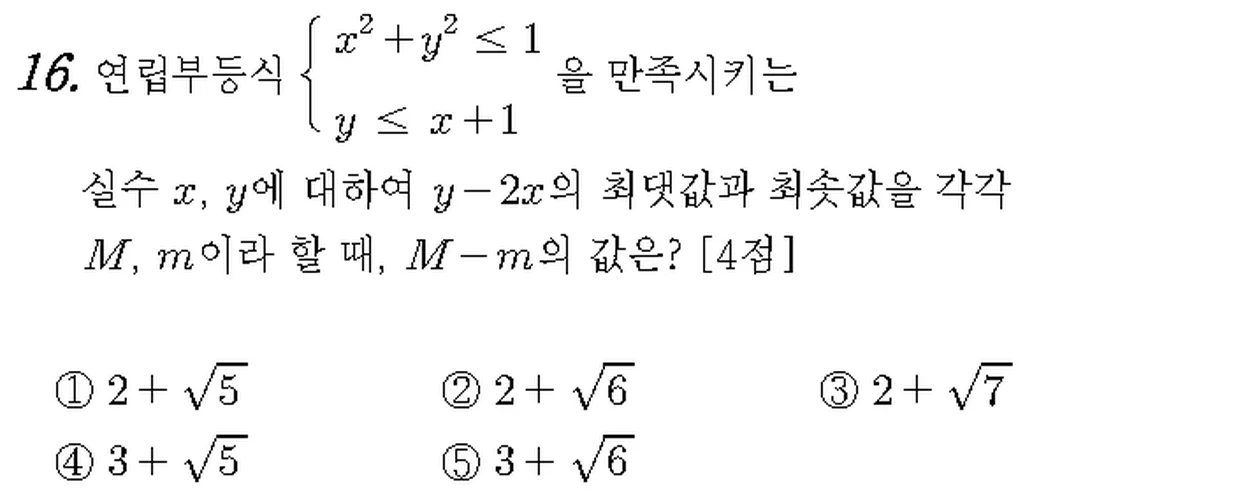 16. 연립부등식 { x² + y² ≤ 1
y ≤ x + 1 을 만족시키는
실수 x, y에 대하여 y − 2x의 최댓값과 최솟값을 각각
M, m이라 할 때, M − m의 값은? [4점]
① 2 + √5 ② 2 + √6 ③ 2 + √7
④ 3 + √5 ⑤ 3 + √6